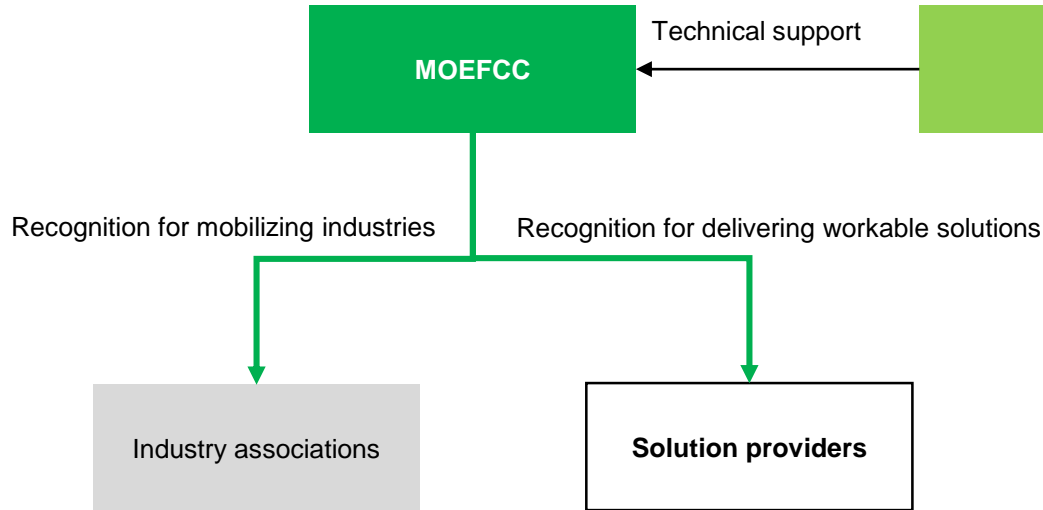 Technical support
MOEFCC
Recognition for mobilizing industries
Recognition for delivering workable solutions
Industry associations
Solution providers